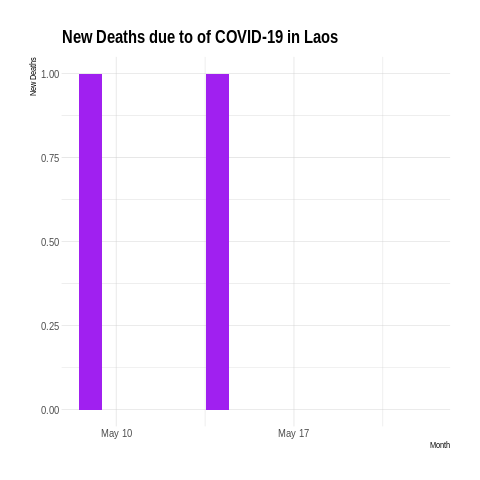 New Deaths due to of COVID-19 in Laos
New Deaths
1.00
0.75
0.50
0.25
0.00
May 10
May 17
Month